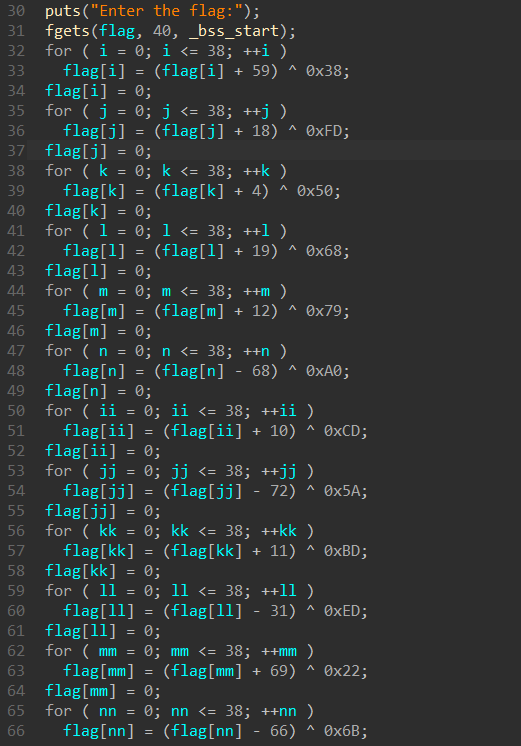 30 puts("Enter the flag:");
31 fgets(flag, 40, _bss_start);
32 for ( i = 0; i <= 38; ++i )
33 flag[i] = (flag[i] + 59) ^ 0x38;
34 flag[i] = 0;
35 for ( j = 0; j <= 38; ++j )
36 flag[j] = (flag[j] + 18) ^ 0xFD;
37 flag[j] = 0;
38 for ( k = 0; k <= 38; ++k )
39 flag[k] = (flag[k] + 4) ^ 0x50;
40 flag[k] = 0;
41 for ( l = 0; l <= 38; ++l )
42 flag[l] = (flag[l] + 19) ^ 0x68;
43 flag[l] = 0;
44 for ( m = 0; m <= 38; ++m )
45 flag[m] = (flag[m] + 12) ^ 0x79;
46 flag[m] = 0;
47 for ( n = 0; n <= 38; ++n )
48 flag[n] = (flag[n] - 68) ^ 0xA0;
49 flag[n] = 0;
50 for ( ii = 0; ii <= 38; ++ii )
51 flag[ii] = (flag[ii] + 10) ^ 0xCD;
52 flag[ii] = 0;
53 for ( jj = 0; jj <= 38; ++jj )
54 flag[jj] = (flag[jj] - 72) ^ 0x5A;
55 flag[jj] = 0;
56 for ( kk = 0; kk <= 38; ++kk )
57 flag[kk] = (flag[kk] + 11) ^ 0xBD;
58 flag[kk] = 0;
59 for ( ll = 0; ll <= 38; ++ll )
60 flag[ll] = (flag[ll] - 31) ^ 0xED;
61 flag[ll] = 0;
62 for ( mm = 0; mm <= 38; ++mm )
63 flag[mm] = (flag[mm] + 69) ^ 0x22;
64 flag[mm] = 0;
65 for ( nn = 0; nn <= 38; ++nn )
66 flag[nn] = (flag[nn] - 66) ^ 0x6B;